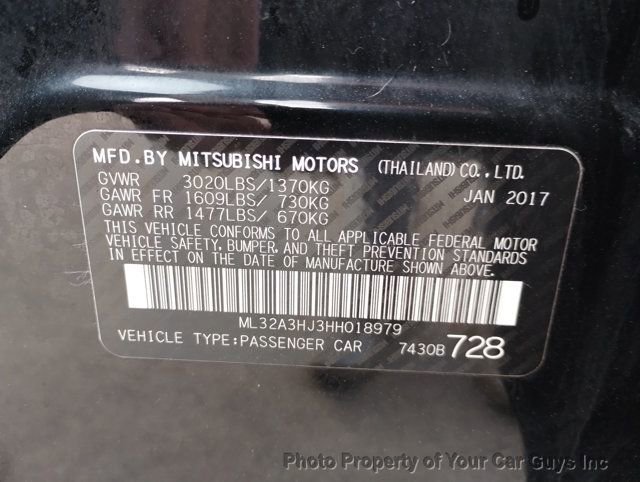 MFD.BY MITSUBISHI MOTORS (THAILAND)CO.,LTD.
GVWR 3020LBS/1370KG JAN 2017
GAWR FR 1609LBS/ 730KG
GAWR RR 1477LBS/ 670KG
THIS VEHICLE CONFORMS TO ALL APPLICABLE FEDERAL MOTOR
VEHICLE SAFETY, BUMPER, AND THEFT PREVENTION STANDARDS
IN EFFECT ON THE DATE OF MANUFACTURE SHOWN ABOVE.
ML32A3HJ3HH018979
VEHICLE TYPE:PASSENGER CAR 7430B 728
Photo Property of Your Car Guys Inc